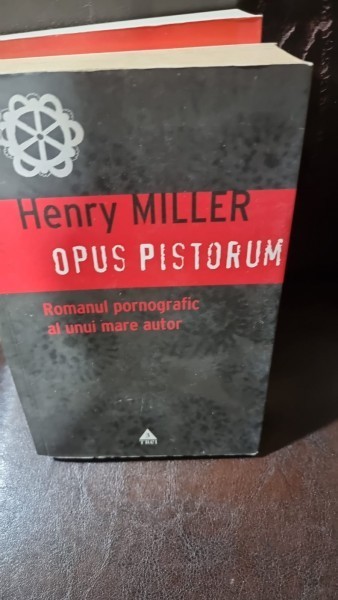 Henry MILLER
OPUS PISTORUM
Romanul pornografic
al unui mare autor
TREI